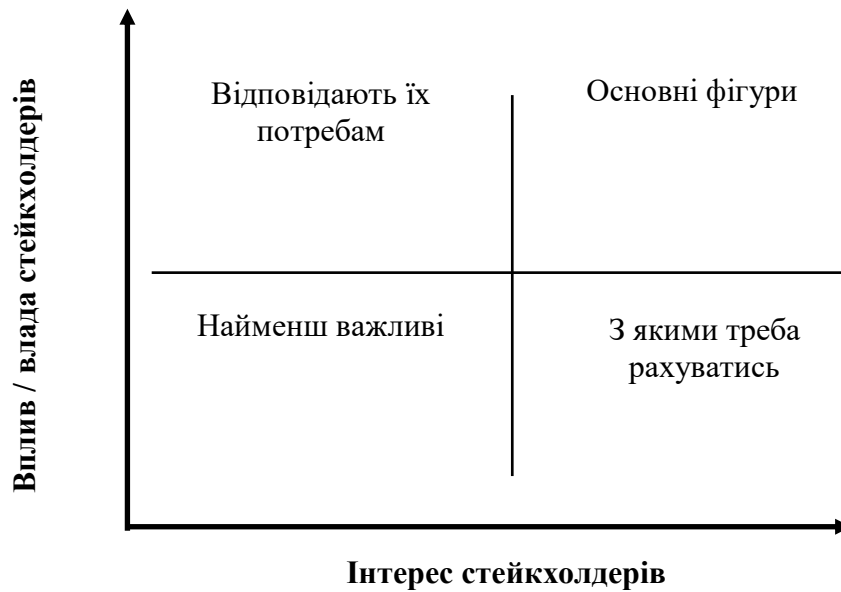 Вплив / влада стейкхолдерів
Відповідають їх
потребам
Основні фігури
Найменш важливі
З якими треба
рахуватись
Інтерес стейкхолдерів